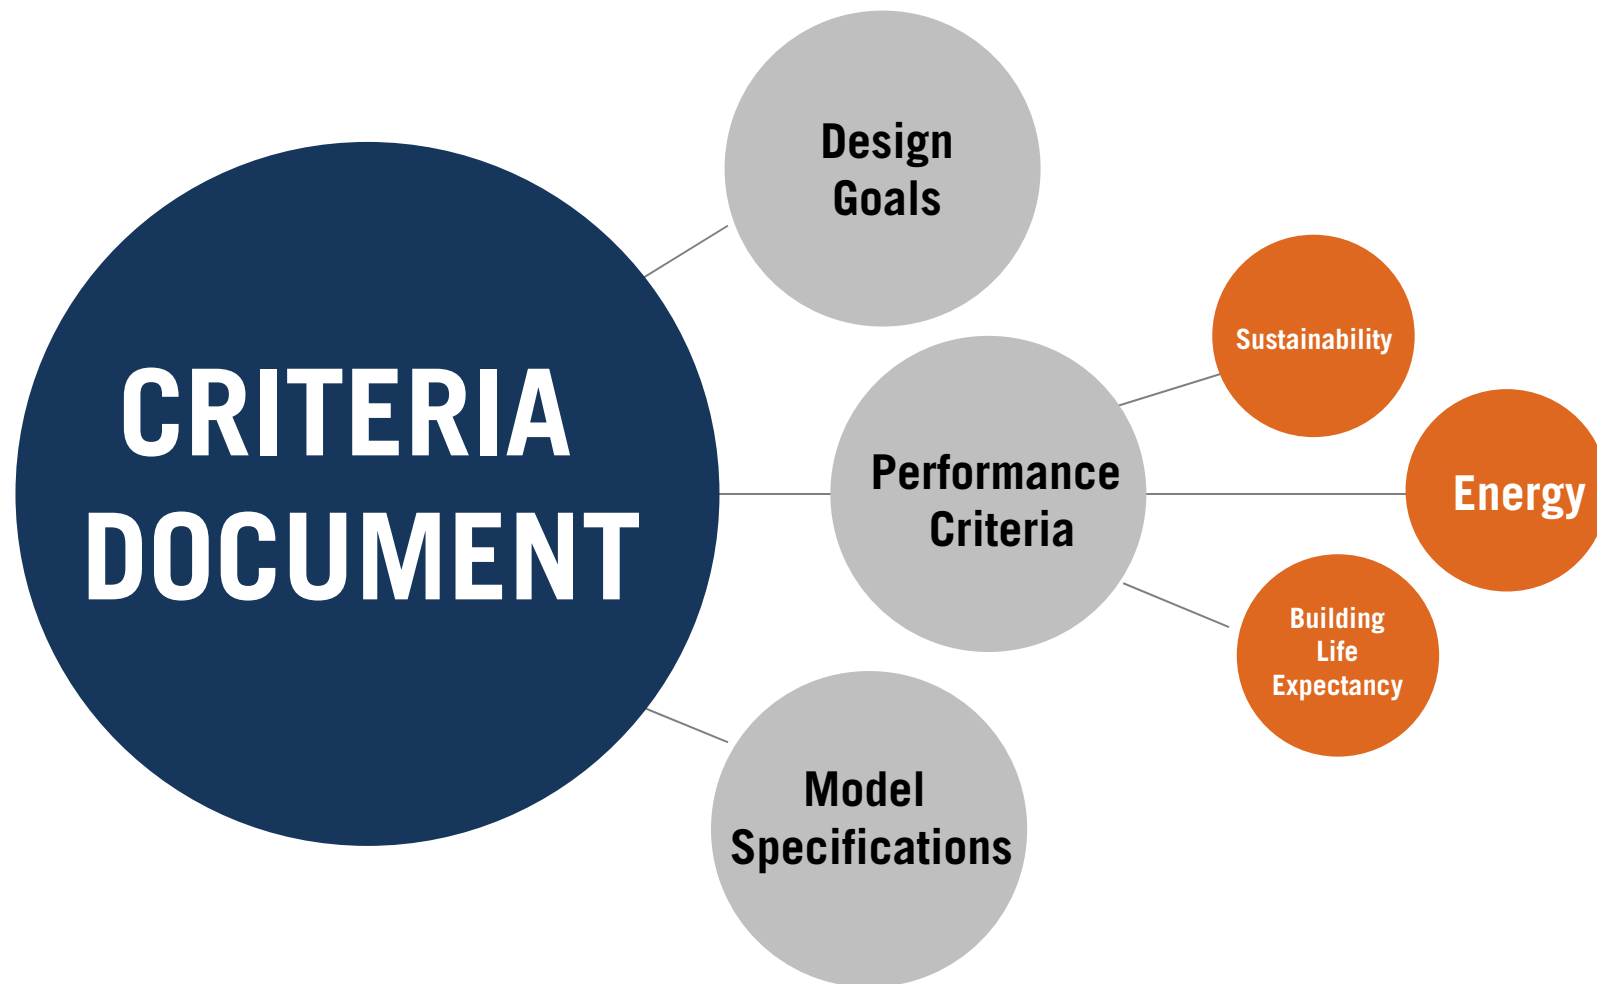 CRITERIA
DOCUMENT
Design
Goals
Performance
Criteria
Model
Specifications
Sustainability
Energy
Building
Life
Expectancy